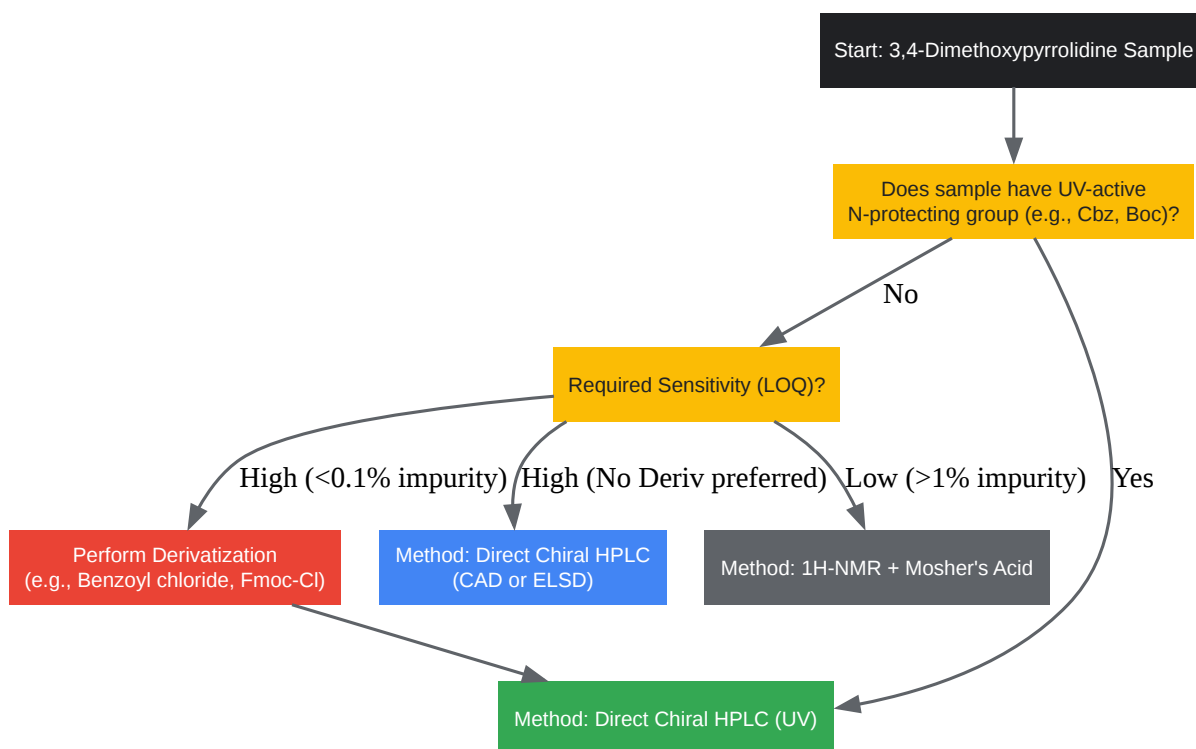 Start: 3,4-Dimethoxypyrrolidine Sample
Does sample have UV-active
N-protecting group (e.g., Cbz, Boc)?
No
Required Sensitivity (LOQ)?
High (<0.1% impurity)
High (No Deriv preferred)
Low (>1% impurity)
Yes
Perform Derivatization
(e.g., Benzoyl chloride, Fmoc-Cl)
Method: Direct Chiral HPLC
(CAD or ELSD)
Method: 1H-NMR + Mosher's Acid
Method: Direct Chiral HPLC (UV)